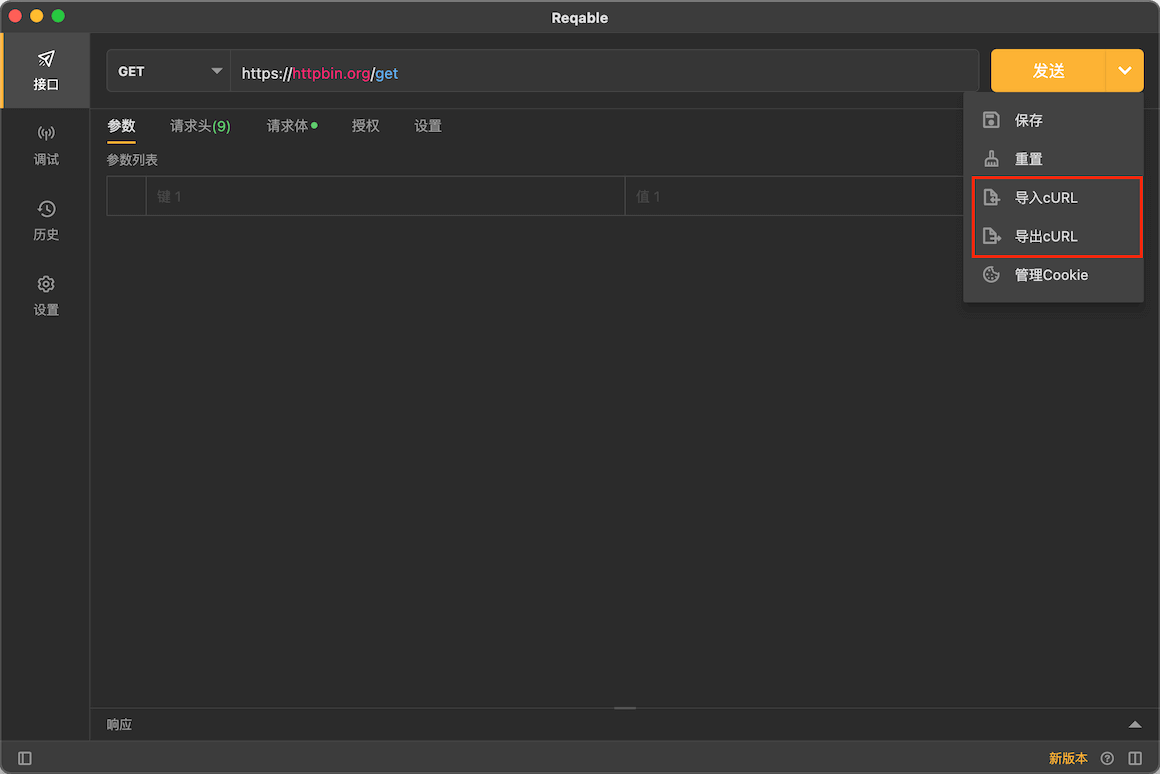 Reqable
接口
调试
历史
设置
GET
https://httpbin.org/get
发送
参数
请求头(9)
请求体
授权
设置
参数列表
键 1
值 1
保存
重置
导入cURL
导出cURL
管理Cookie
响应
新版本